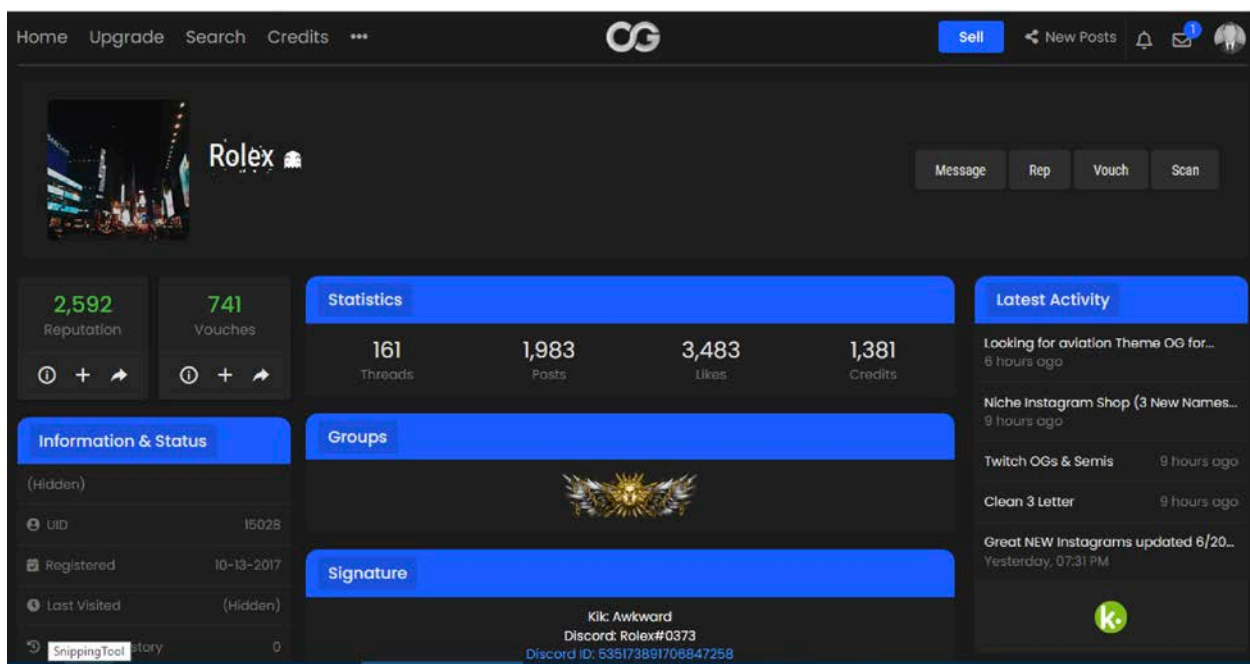 Home Upgrade Search Credits •••
OG
Sell New Posts 1
Rolex
Message Rep Vouch Scan
2,592
Reputation
741
Vouches
Information & Status
(Hidden)
UID 15028
Registered 10-13-2017
Last Visited (Hidden)
story 0
SnippingTool
Statistics
161 1,983 3,483 1,381
Threads Posts Likes Credits
Groups
Signature
Kik: Awkward
Discord: Rolex#0373
Discord ID: 535173891706847258
Latest Activity
Looking for aviation Theme OG for...
6 hours ago
Niche Instagram Shop (3 New Names...
9 hours ago
Twitch OGs & Semis 9 hours ago
Clean 3 Letter 9 hours ago
Great NEW Instagrams updated 6/20...
Yesterday, 07:31 PM
k.